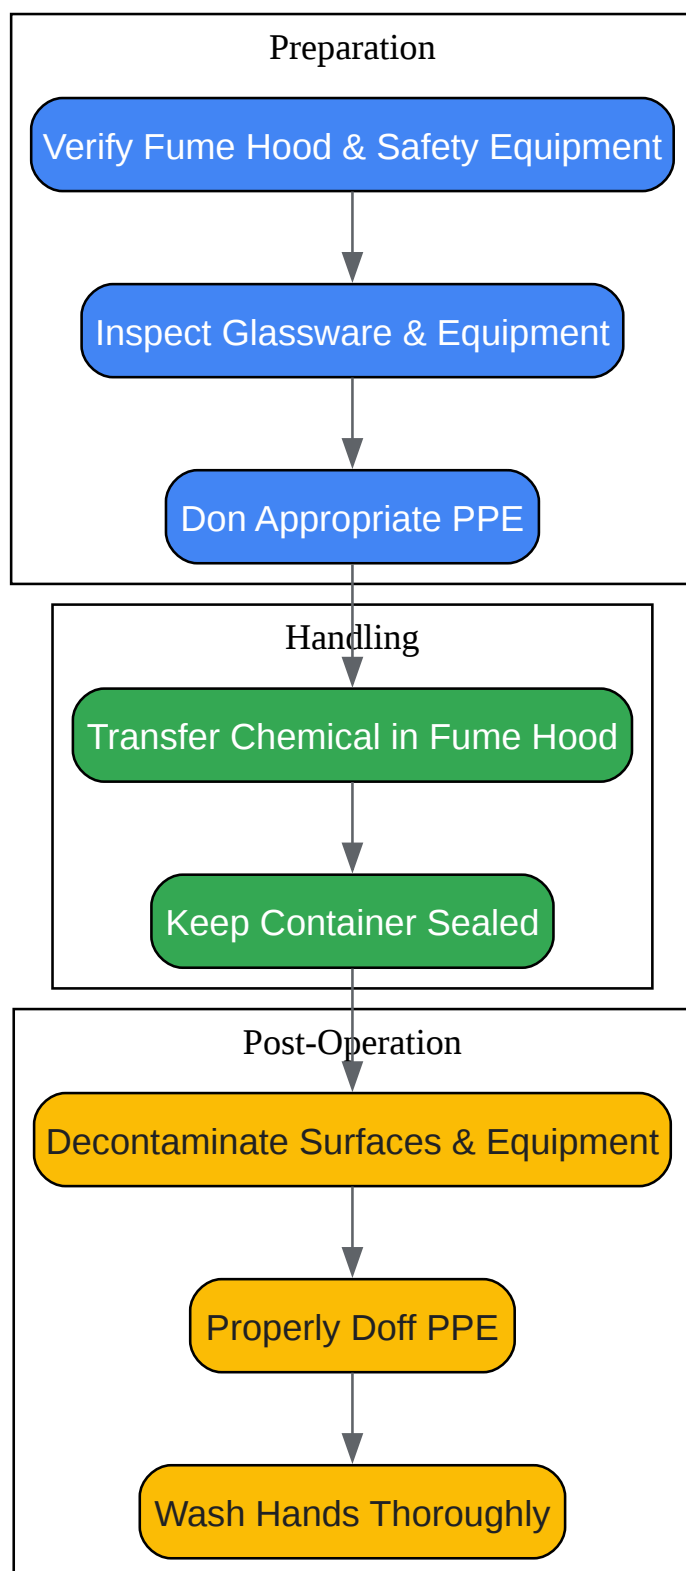 Preparation
Verify Fume Hood & Safety Equipment
Inspect Glassware & Equipment
Don Appropriate PPE
Handling
Transfer Chemical in Fume Hood
Keep Container Sealed
Post-Operation
Decontaminate Surfaces & Equipment
Properly Doff PPE
Wash Hands Thoroughly